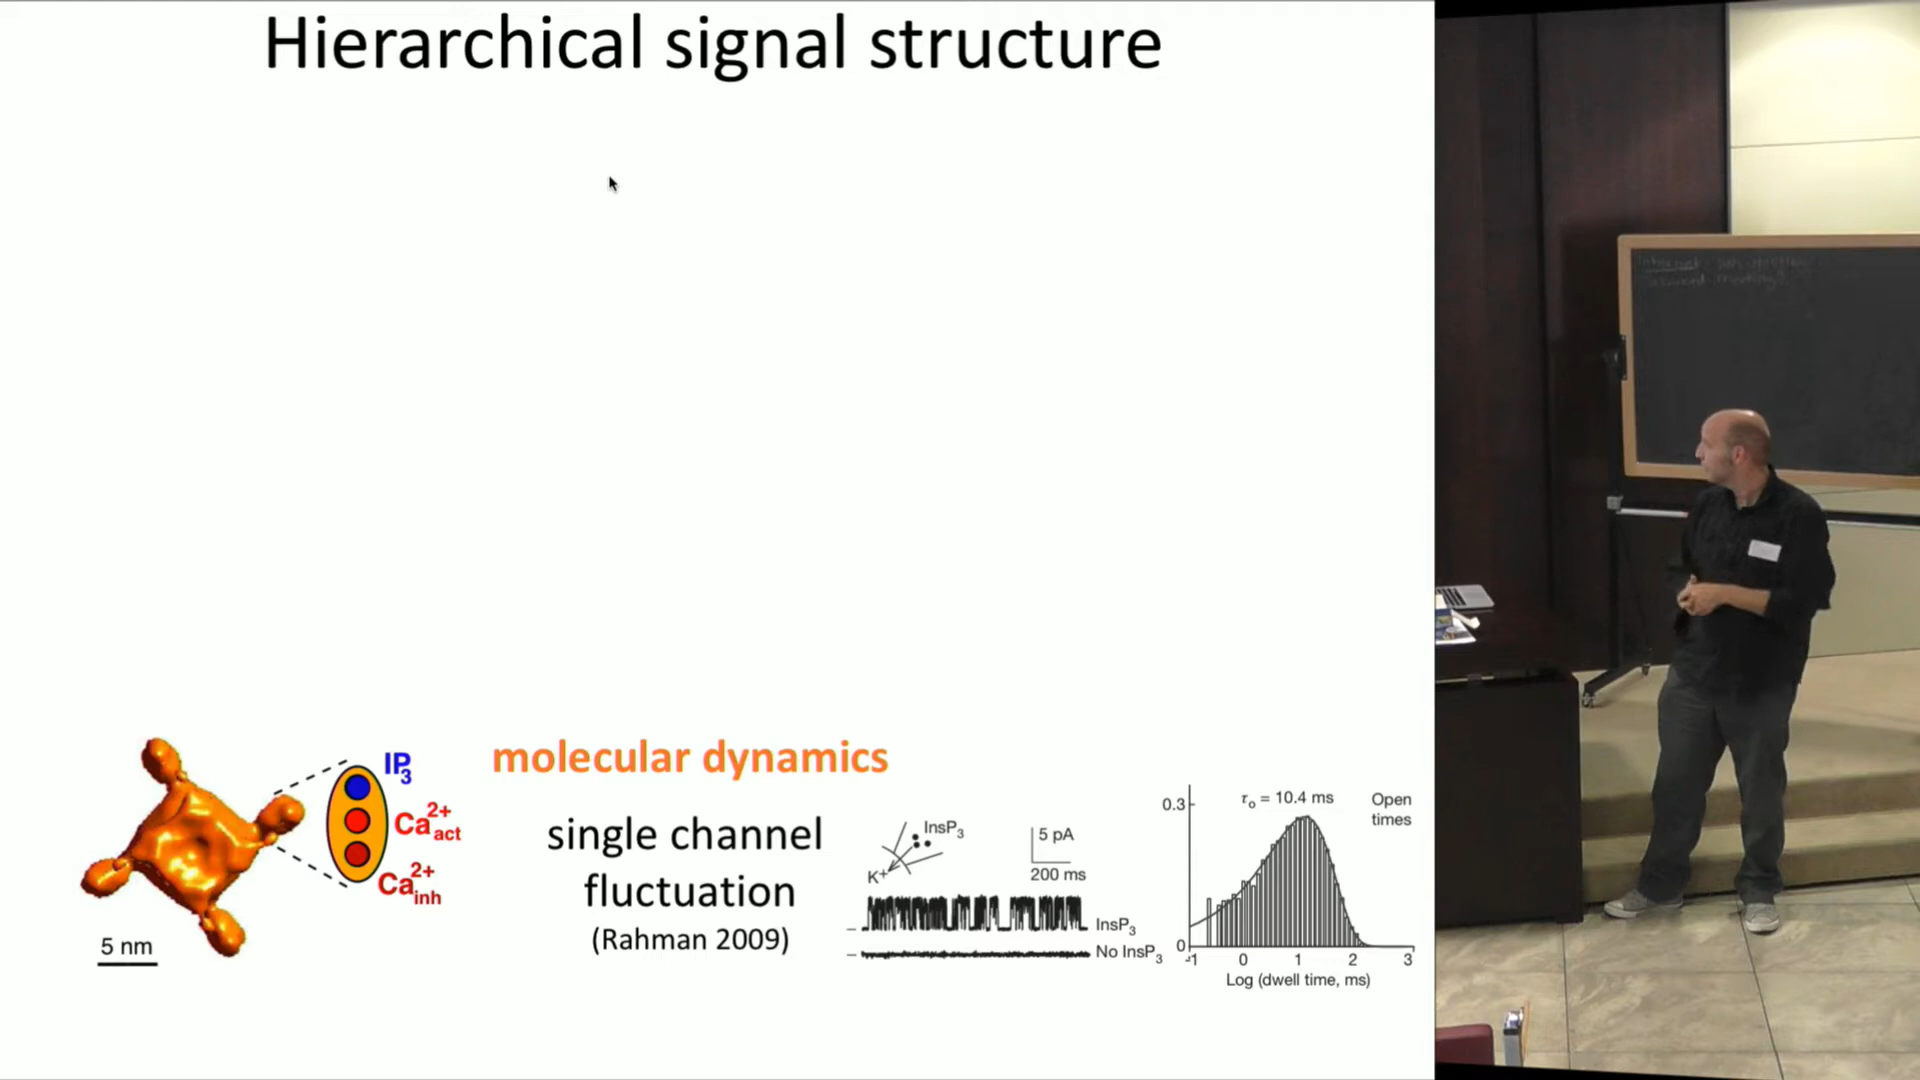 Hierarchical signal structure
molecular dynamics
IP3
Ca2+act
Ca2+inh
5 nm
single channel
fluctuation
(Rahman 2009)
InsP3
K+
5 pA
200 ms
InsP3
No InsP3
0.3
τo = 10.4 ms
Open
times
0
-1 0 1 2 3
Log (dwell time, ms)